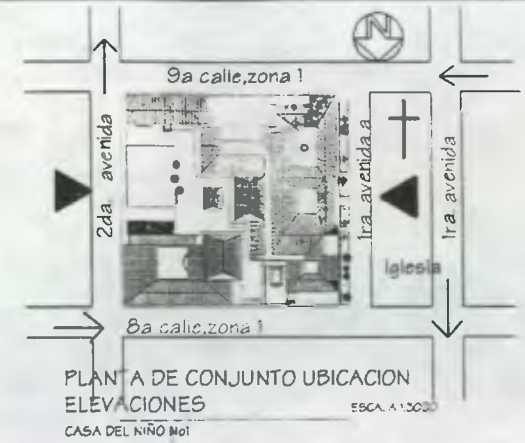 N
9a calle,zona 1
2da avenida
1ra. avenida a
1ra. avenida
Iglesia
8a calle,zona 1
PLANTA DE CONJUNTO UBICACION
ELEVACIONES
CASA DEL NIÑO No1